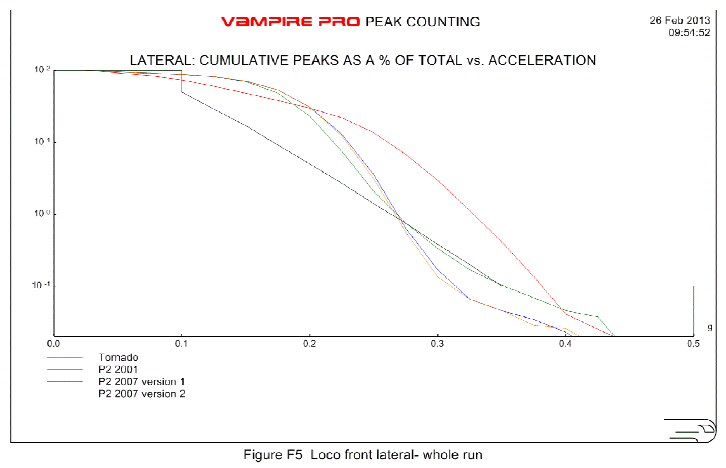 VAMPIRE PRO PEAK COUNTING
26 Feb 2013
09:54:52
LATERAL: CUMULATIVE PEAKS AS A % OF TOTAL vs. ACCELERATION
10 2
10 1
10 0
10 -1
0.0 0.1 0.2 0.3 0.4 0.5
g
Tornado
P2 2001
P2 2007 version 1
P2 2007 version 2
Figure F5 Loco front lateral- whole run